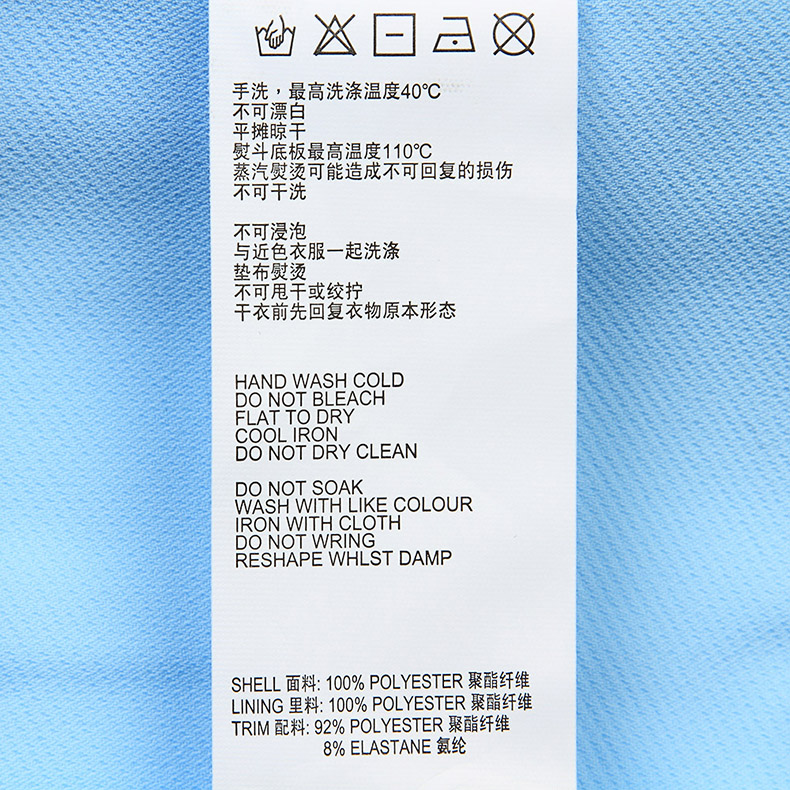 手洗，最高洗涤温度40℃
不可漂白
平摊晾干
熨斗底板最高温度110℃
蒸汽熨烫可能造成不可回复的损伤
不可干洗
不可浸泡
与近色衣服一起洗涤
垫布熨烫
不可甩干或绞拧
干衣前先回复衣物原本形态
HAND WASH COLD
DO NOT BLEACH
FLAT TO DRY
COOL IRON
DO NOT DRY CLEAN
DO NOT SOAK
WASH WITH LIKE COLOUR
IRON WITH CLOTH
DO NOT WRING
RESHAPE WHLST DAMP
SHELL 面料: 100% POLYESTER 聚酯纤维
LINING 里料: 100% POLYESTER 聚酯纤维
TRIM 配料: 92% POLYESTER 聚酯纤维
8% ELASTANE 氨纶